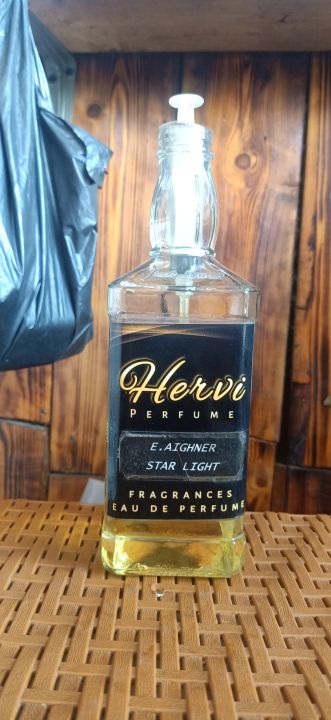 Hervi
PERFUME
E.AIGHNER
STAR LIGHT
FRAGRANCES
EAU DE PERFUME